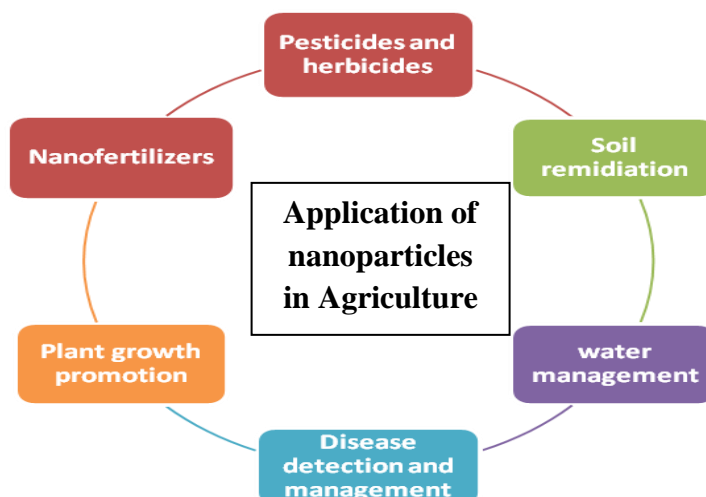 Pesticides and
herbicides
Nanofertilizers
Soil
remidiation
Application of
nanoparticles
in Agriculture
Plant growth
promotion
water
management
Disease
detection and
management